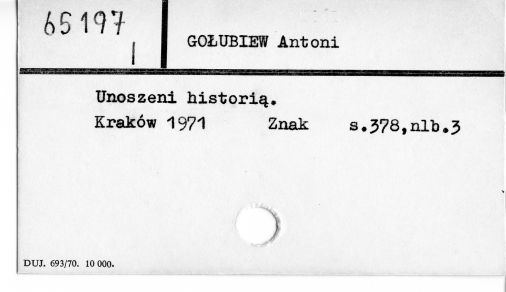 65197
I
GOŁUBIEW Antoni
Unoszeni historią.
Kraków 1971 Znak s.378,nlb.3
DUJ. 693/70. 10 000.